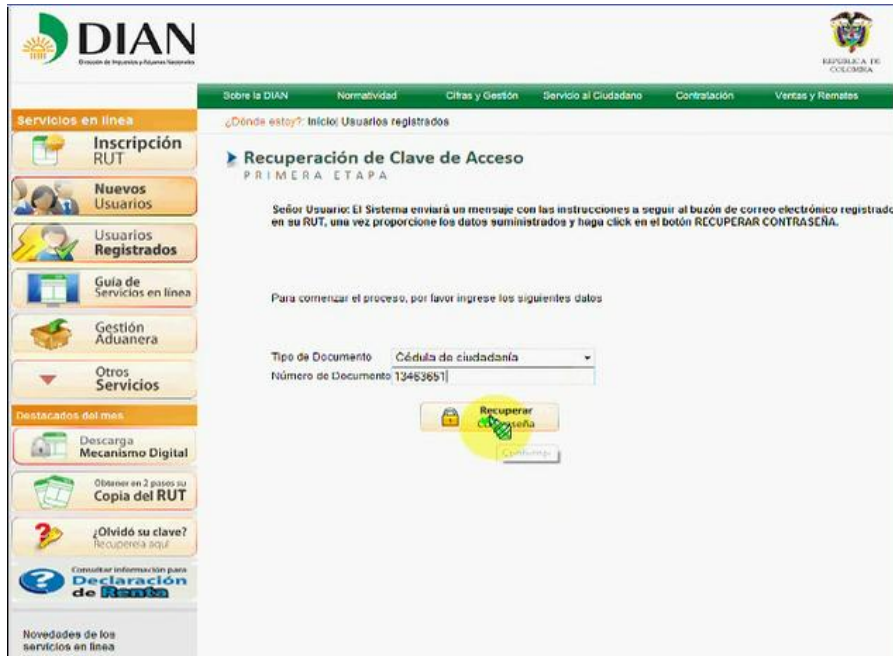 DIAN
Dirección de Impuestos y Aduanas Nacionales
REPÚBLICA DE
COLOMBIA
Sobre la DIAN Normatividad Cifras y Gestión Servicio al Ciudadano Contratación Ventas y Remates
Servicios en línea
¿Dónde estoy?: Inicio| Usuarios registrados
Inscripción
RUT
Nuevos
Usuarios
Usuarios
Registrados
Guía de
Servicios en línea
Gestión
Aduanera
Otros
Servicios
Destacados del mes
Descarga
Mecanismo Digital
Obtener en 2 pasos su
Copia del RUT
¿Olvidó su clave?
Recupérela aquí
Consultar información para
Declaración
de Renta
Novedades de los
servicios en línea
Recuperación de Clave de Acceso
PRIMERA ETAPA
Señor Usuario: El Sistema enviará un mensaje con las instrucciones a seguir al buzón de correo electrónico registrado
en su RUT, una vez proporcione los datos suministrados y haga click en el botón RECUPERAR CONTRASEÑA.
Para comenzar el proceso, por favor ingrese los siguientes datos
Tipo de Documento Cédula de ciudadanía
Número de Documento 13463651
Recuperar